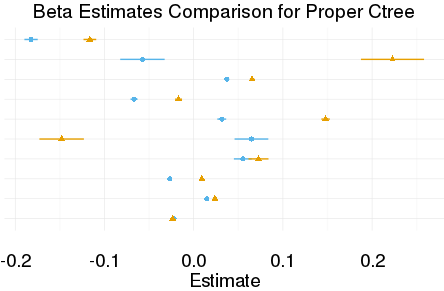 Beta Estimates Comparison for Proper Ctree
-0.2 -0.1 0.0 0.1 0.2
Estimate